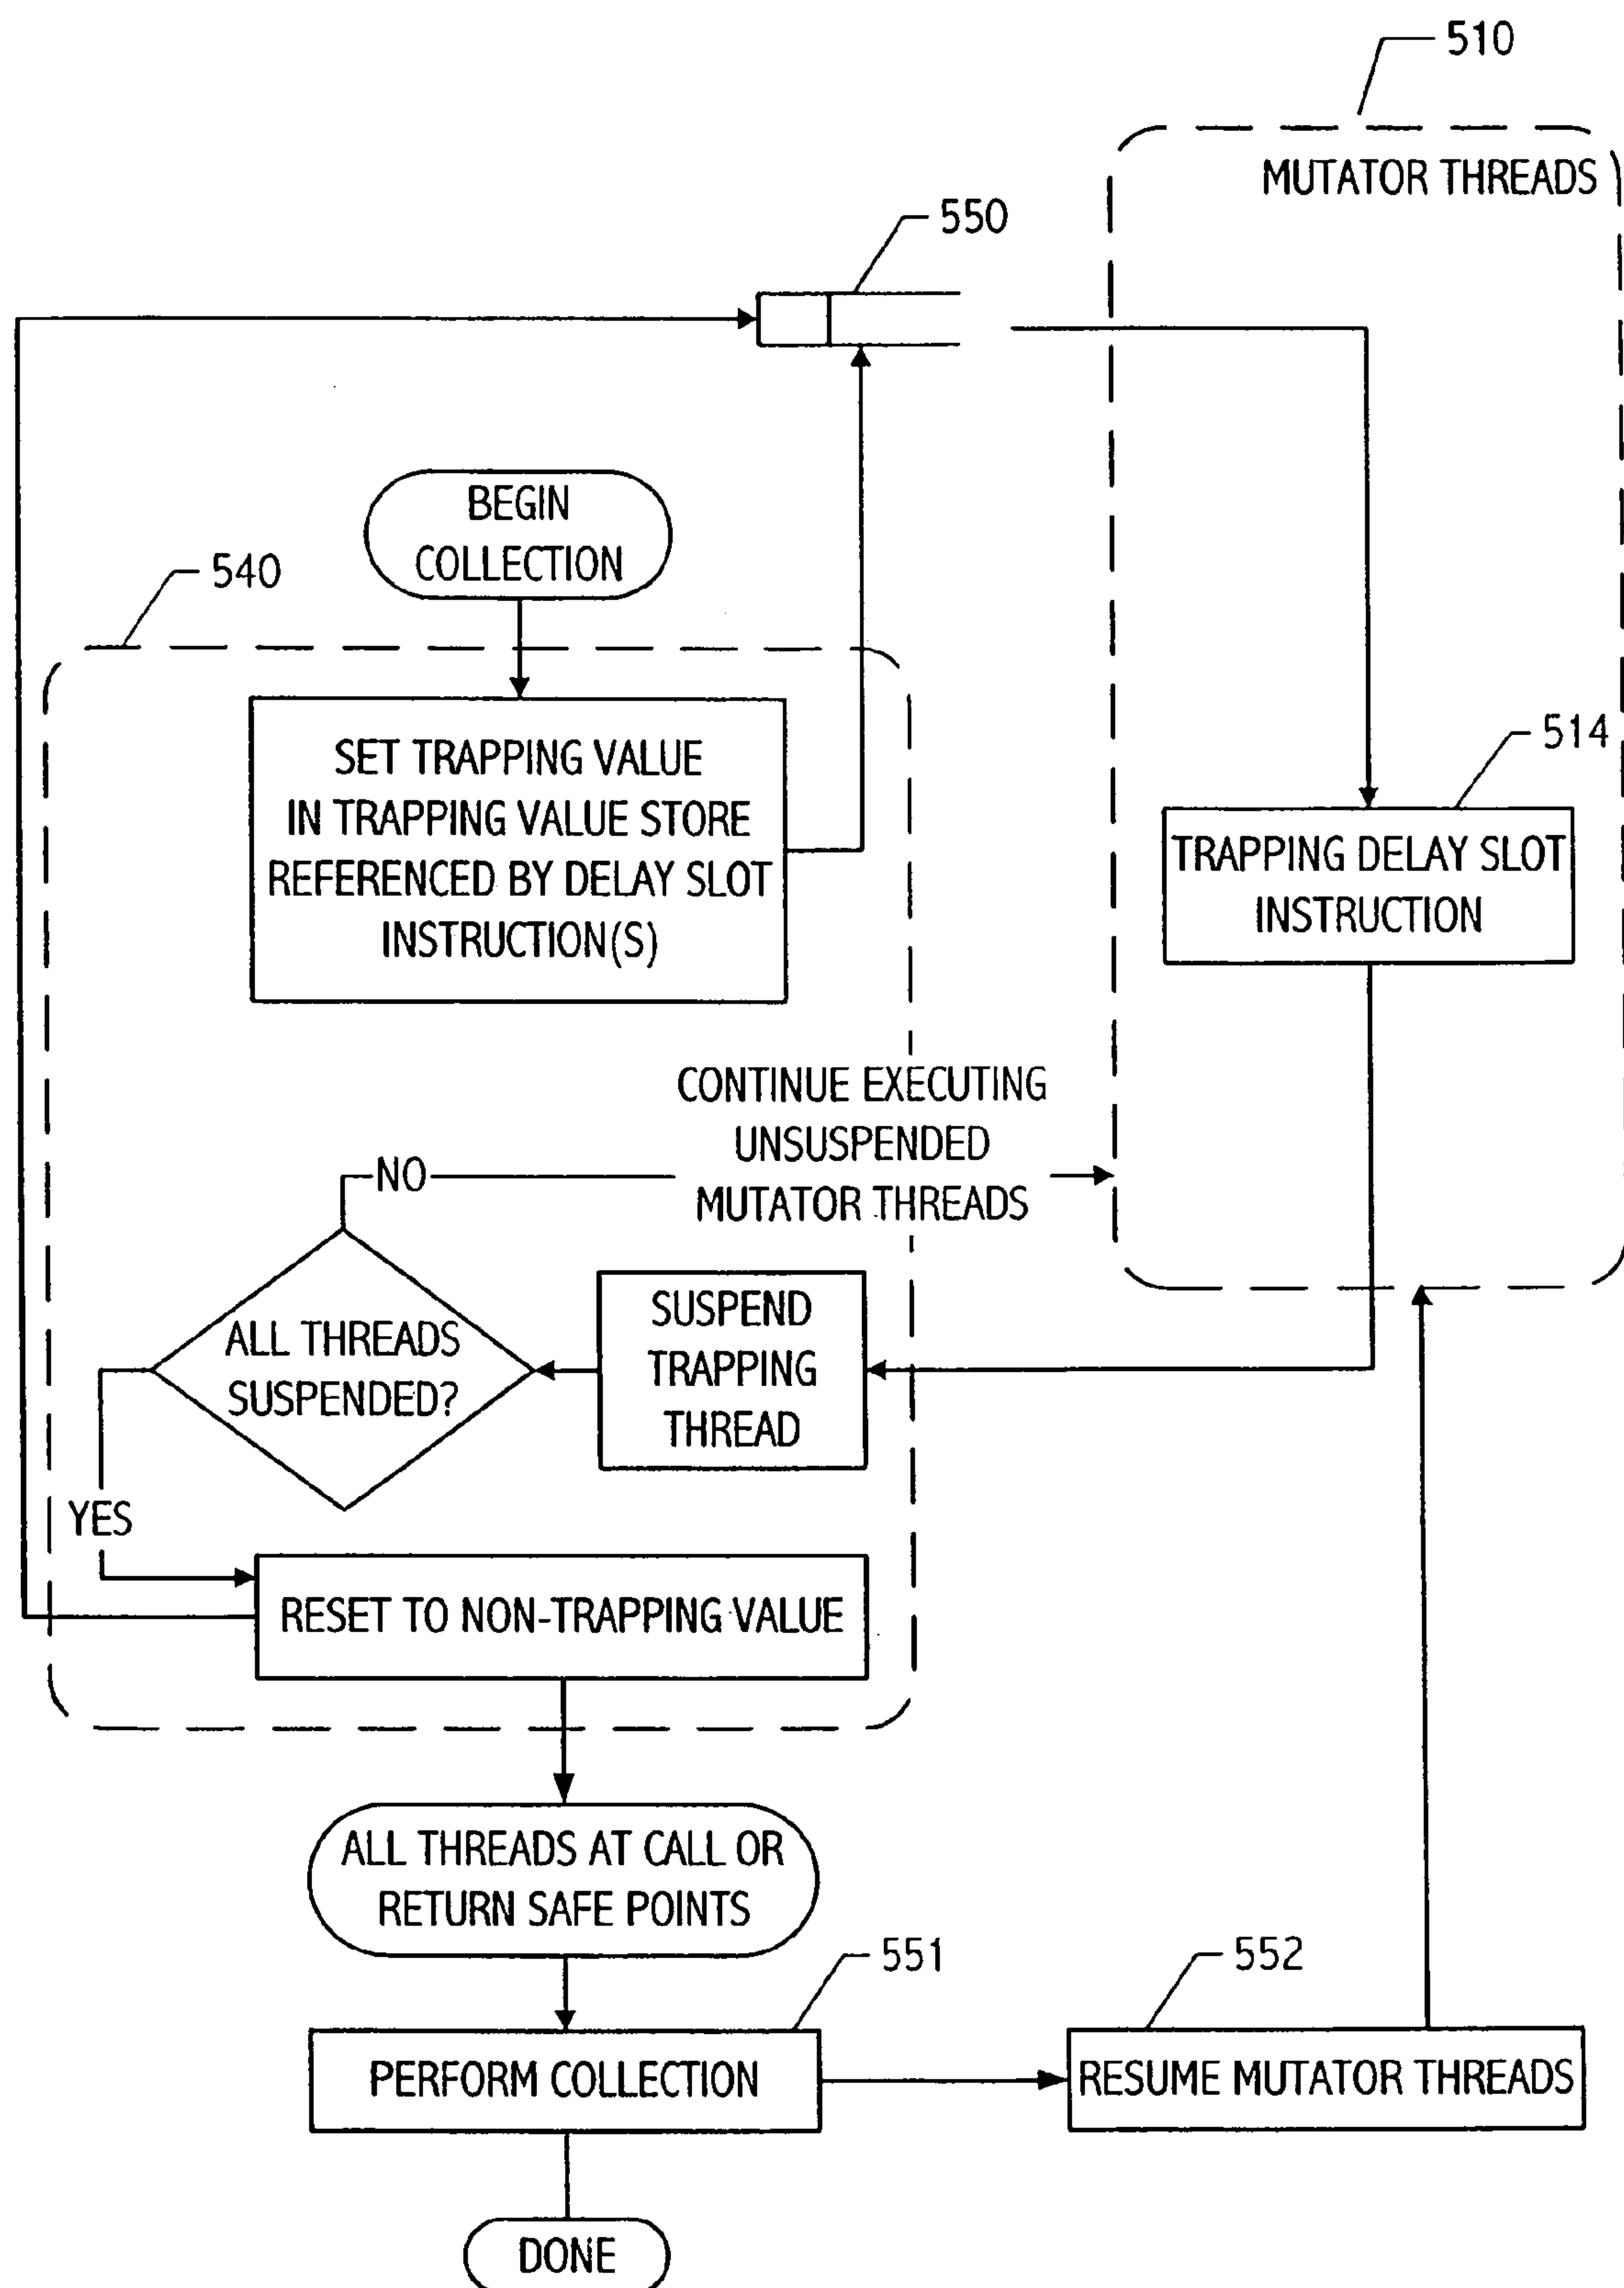 510
MUTATOR THREADS
550
BEGIN
COLLECTION
540
SET TRAPPING VALUE
IN TRAPPING VALUE STORE
REFERENCED BY DELAY SLOT
INSTRUCTION(S)
514
TRAPPING DELAY SLOT
INSTRUCTION
CONTINUE EXECUTING
UNSUSPENDED
MUTATOR THREADS
NO
SUSPEND
TRAPPING
THREAD
ALL THREADS
SUSPENDED?
YES
RESET TO NON-TRAPPING VALUE
ALL THREADS AT CALL OR
RETURN SAFE POINTS
551
552
PERFORM COLLECTION
RESUME MUTATOR THREADS
DONE